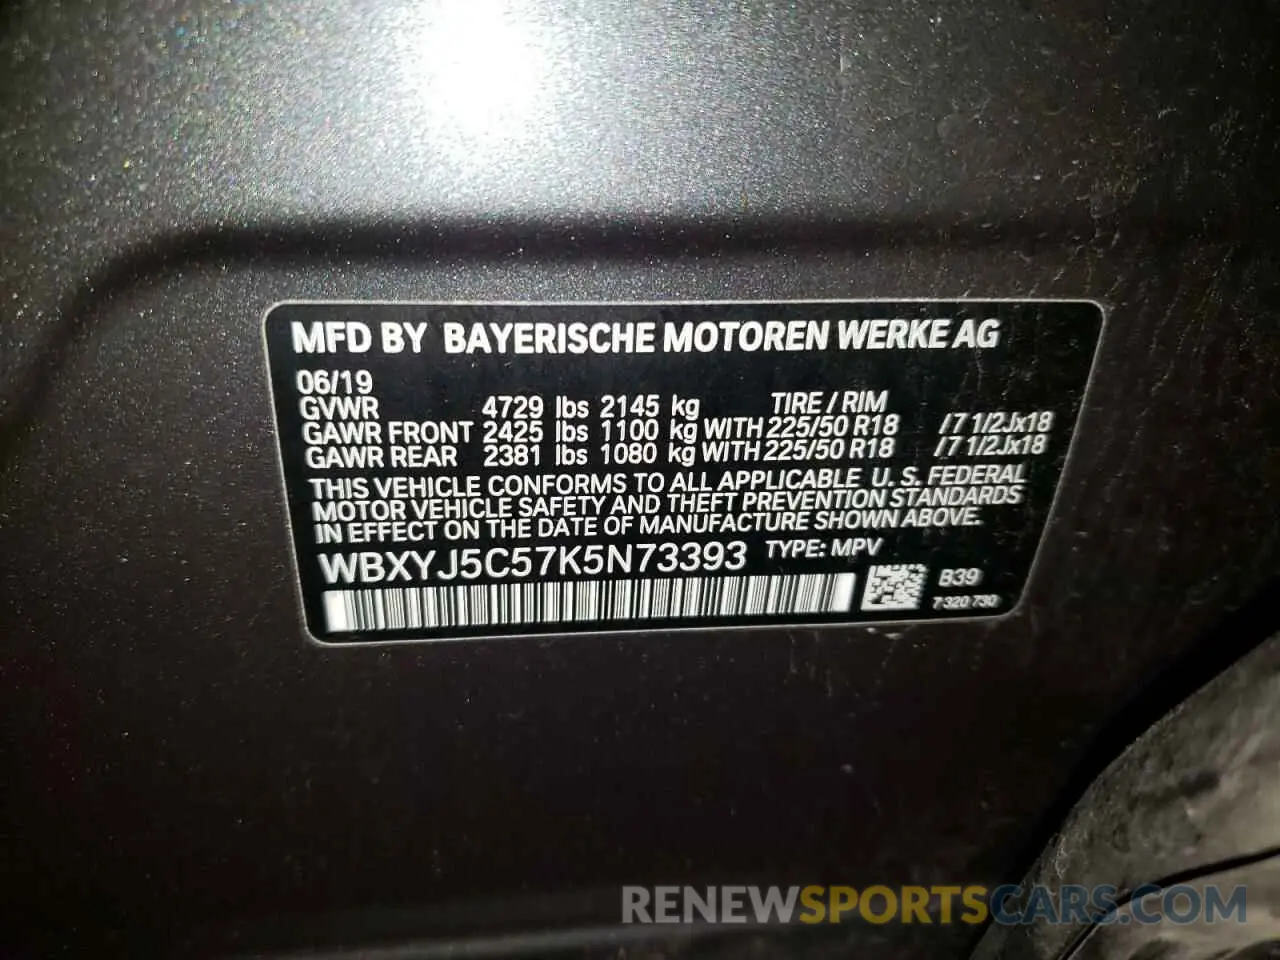 MFD BY BAYERISCHE MOTOREN WERKE AG
06/19
GVWR 4729 lbs 2145 kg TIRE / RIM
GAWR FRONT 2425 lbs 1100 kg WITH 225/50 R18 /7 1/2Jx18
GAWR REAR 2381 lbs 1080 kg WITH 225/50 R18 /7 1/2Jx18
THIS VEHICLE CONFORMS TO ALL APPLICABLE U. S. FEDERAL
MOTOR VEHICLE SAFETY AND THEFT PREVENTION STANDARDS
IN EFFECT ON THE DATE OF MANUFACTURE SHOWN ABOVE.
WBXYJ5C57K5N73393 TYPE: MPV
B39
7 320 730
RENEWSPORTSCARS.COM